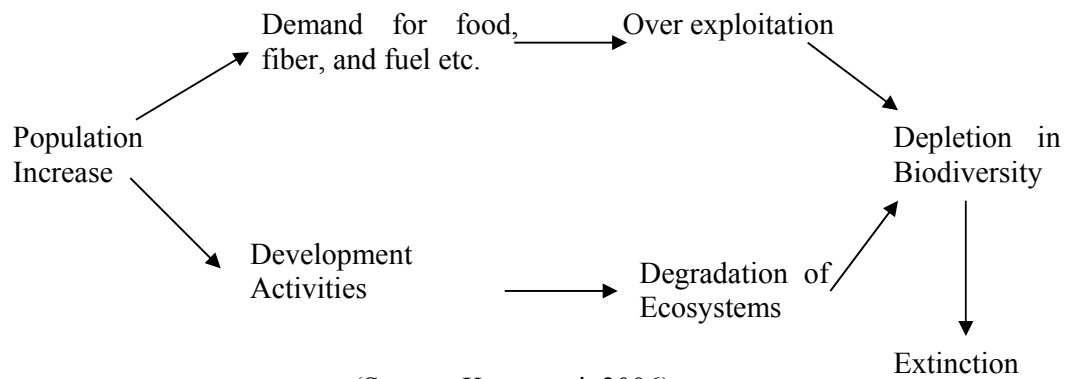 Demand for food,
fiber, and fuel etc.
Over exploitation
Population
Increase
Depletion in
Biodiversity
Development
Activities
Degradation of
Ecosystems
Extinction
2006)